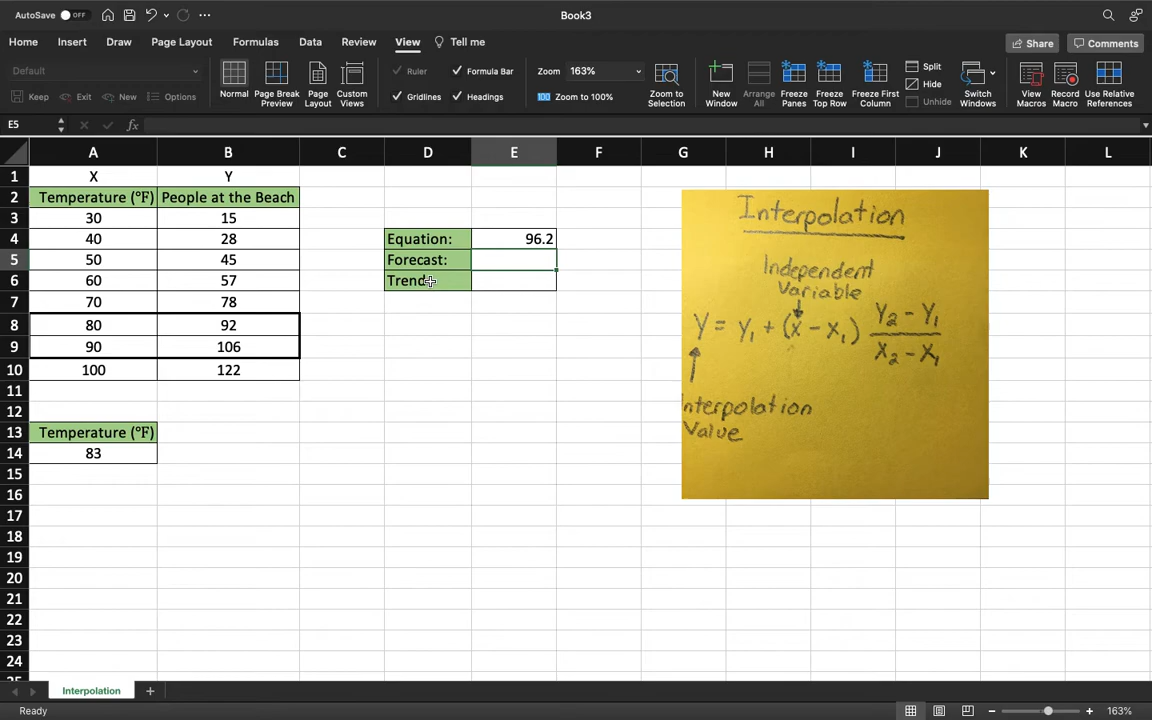 AutoSave OFF Book3
Home Insert Draw Page Layout Formulas Data Review View Tell me Share Comments
Default Ruler Formula Bar Zoom 163% Split
Keep Exit New Options Normal Page Break Preview Page Layout Custom Views Gridlines Headings 100 Zoom to 100% Zoom to Selection New Window Arrange All Freeze Panes Freeze Top Row Freeze First Column Hide Unhide Switch Windows View Macros Record Macro Use Relative References
E5 fx
A B C D E F G H I J K L
1 X Y
2 Temperature (°F) People at the Beach
3 30 15
4 40 28 Equation: 96.2
5 50 45 Forecast:
6 60 57 Trend
7 70 78
8 80 92
9 90 106
10 100 122
11
12
13 Temperature (°F)
14 83
15
16
17
18
19
20
21
22
23
24
25
Interpolation
Independent
Variable
Y = Y₁ + (X - X₁) Y₂ - Y₁
X₂ - X₁
nterpolation
Value
Interpolation
Ready 163%